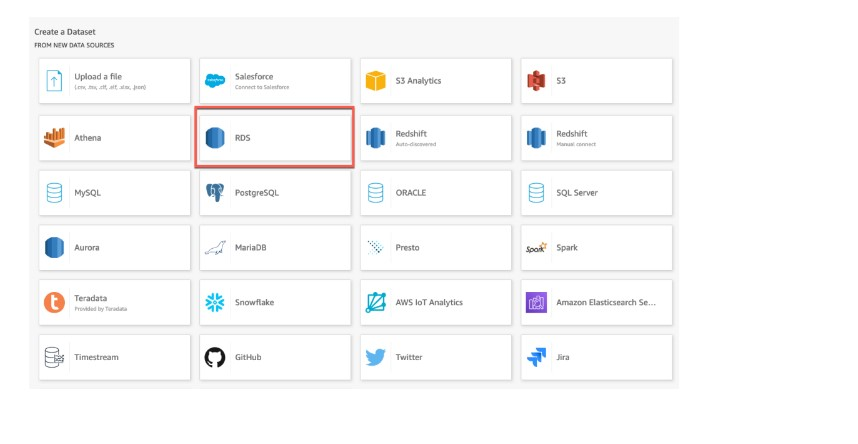 Create a Dataset
FROM NEW DATA SOURCES
Upload a file
(.csv, .tsv, .clf, .elf, .xlsx, .json)
salesforce
Salesforce
Connect to Salesforce
S3 Analytics
S3
Athena
RDS
Redshift
Auto-discovered
Redshift
Manual connect
MySQL
PostgreSQL
ORACLE
SQL Server
Aurora
MariaDB
Presto
Spark
Spark
Teradata
Provided by Teradata
Snowflake
AWS IoT Analytics
Amazon Elasticsearch Se...
Timestream
GitHub
Twitter
Jira